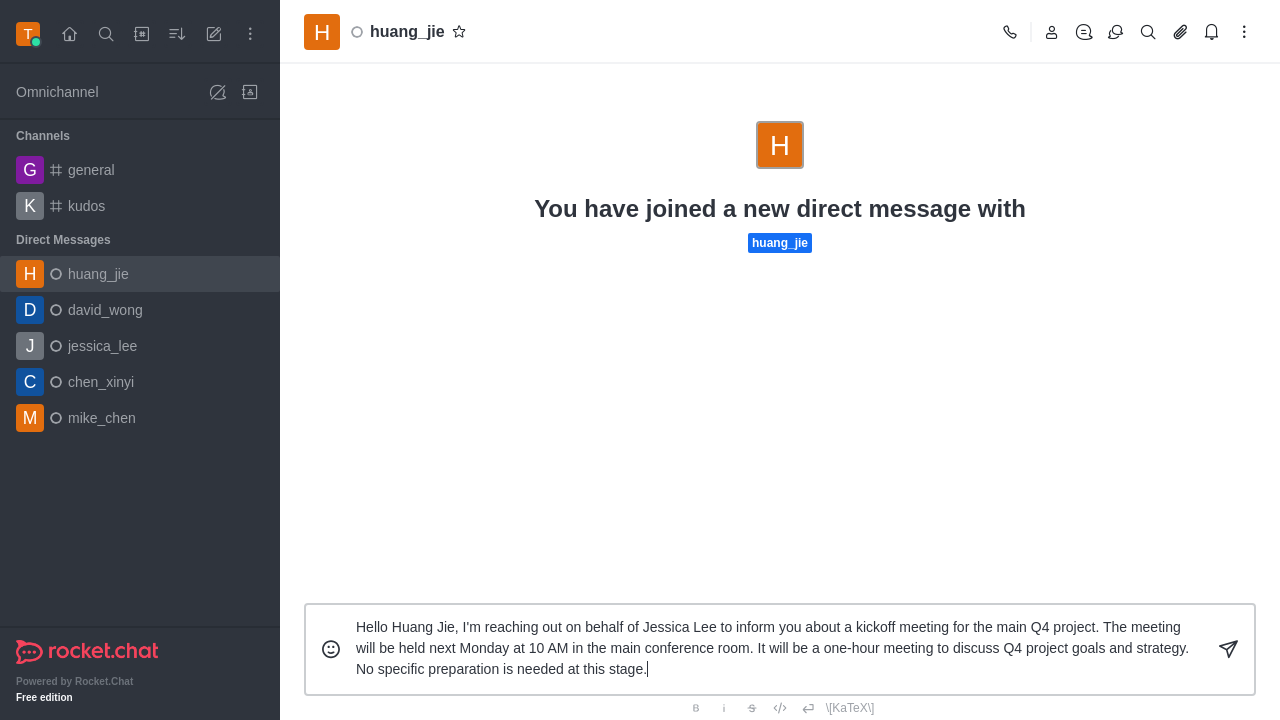 T
Omnichannel
Channels
G general
K kudos
Direct Messages
H huang_jie
D david_wong
J jessica_lee
C chen_xinyi
M mike_chen
rocket.chat
Powered by Rocket.Chat
Free edition
H huang_jie
H
You have joined a new direct message with
huang_jie
Hello Huang Jie, I'm reaching out on behalf of Jessica Lee to inform you about a kickoff meeting for the main Q4 project. The meeting
will be held next Monday at 10 AM in the main conference room. It will be a one-hour meeting to discuss Q4 project goals and strategy.
No specific preparation is needed at this stage.
B i S \[KaTeX\]